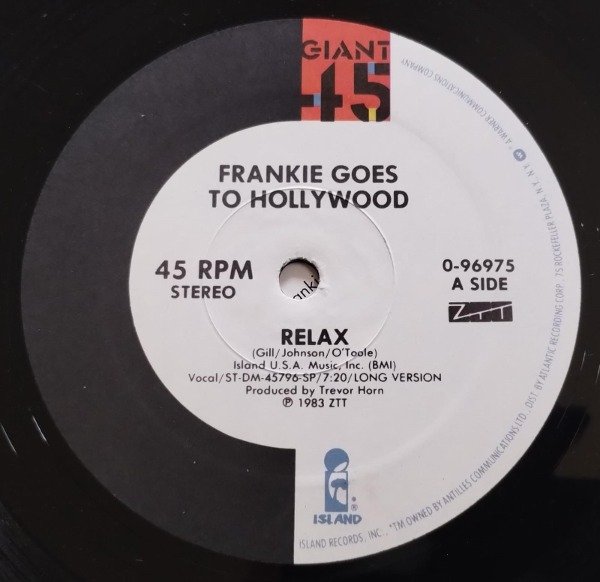 GIANT
45
FRANKIE GOES
TO HOLLYWOOD
45 RPM
STEREO
0-96975
A SIDE
ZTT
anki
RELAX
(Gill/Johnson/O'Toole)
Island U.S.A. Music, Inc. (BMI)
Vocal/ST-DM-45796-SP/7:20/LONG VERSION
Produced by Trevor Horn
℗ 1983 ZTT
ISLAND®
ISLAND RECORDS, INC., *TM OWNED BY ANTILLES COMMUNICATIONS LTD., DIST. BY ATLANTIC RECORDING CORP., 75 ROCKEFELLER PLAZA, N.Y., N.Y. A WARNER COMMUNICATIONS COMPANY